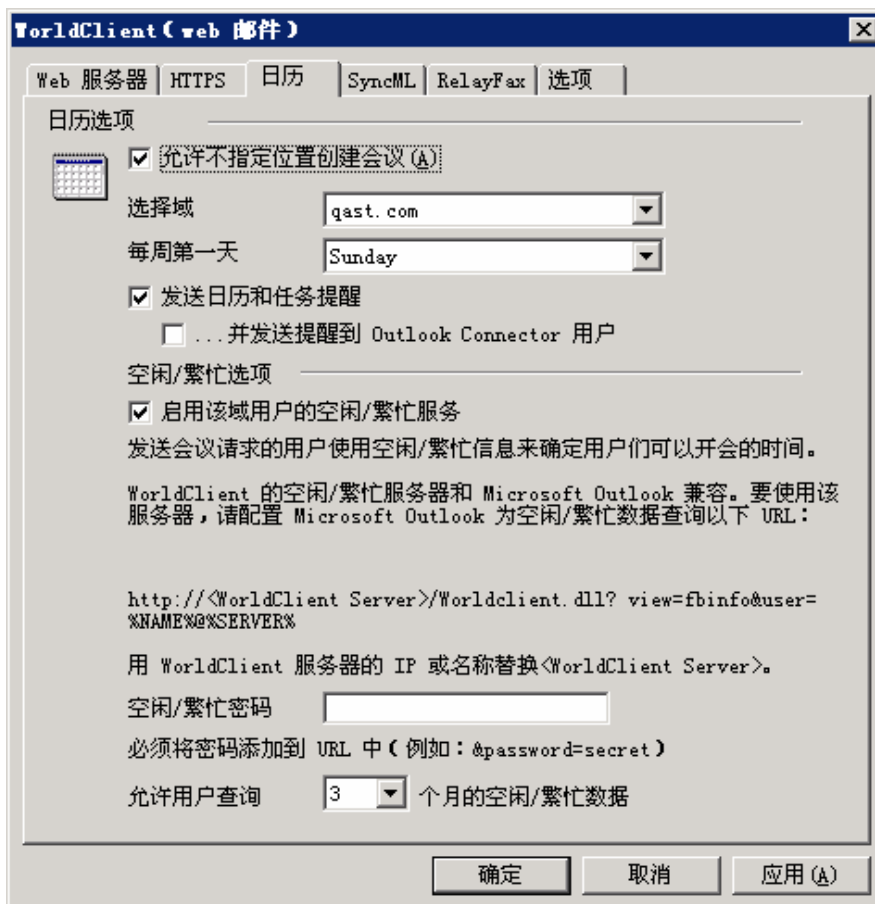 WorldClient（web 邮件）
Web 服务器 HTTPS 日历 SyncML RelayFax 选项
日历选项
允许不指定位置创建会议(A)
选择域 qast.com
每周第一天 Sunday
发送日历和任务提醒
...并发送提醒到 Outlook Connector 用户
空闲/繁忙选项
启用该域用户的空闲/繁忙服务
发送会议请求的用户使用空闲/繁忙信息来确定用户们可以开会的时间。
WorldClient 的空闲/繁忙服务器和 Microsoft Outlook 兼容。要使用该
服务器，请配置 Microsoft Outlook 为空闲/繁忙数据查询以下 URL：
http://<WorldClient Server>/Worldclient.dll? view=fbinfo&user=
%NAME%@%SERVER%
用 WorldClient 服务器的 IP 或名称替换<WorldClient Server>。
空闲/繁忙密码
必须将密码添加到 URL 中（例如：&password=secret）
允许用户查询 3 个月的空闲/繁忙数据
确定 取消 应用(A)